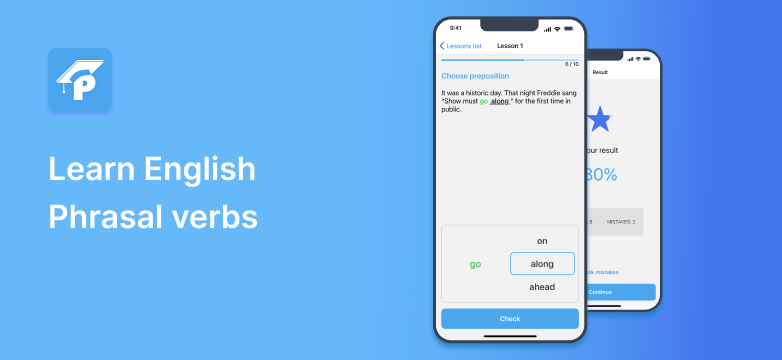 Learn English
Phrasal verbs
9:41
Lessons list
Lesson 1
6 / 10
Choose preposition
It was a historic day. That night Freddie sang
"Show must go along " for the first time in
public.
on
go
along
ahead
Check
Result
result
80%
MISTAKES: 2
mistakes
Continue